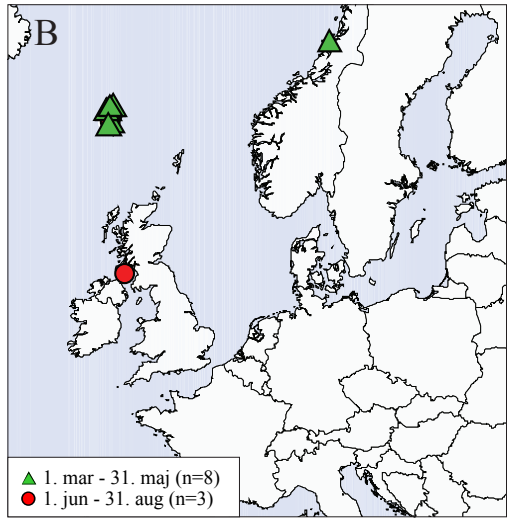 B
1. mar - 31. maj (n=8)
1. jun - 31. aug (n=3)